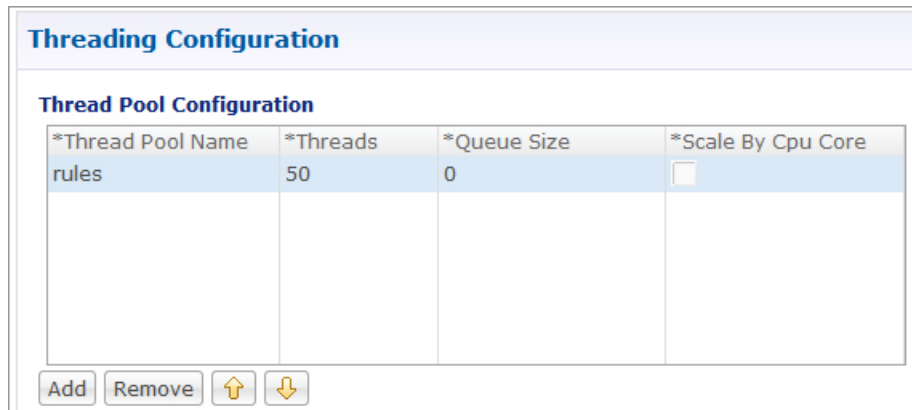 Threading Configuration
Thread Pool Configuration
*Thread Pool Name *Threads *Queue Size *Scale By Cpu Core
rules 50 0
Add Remove